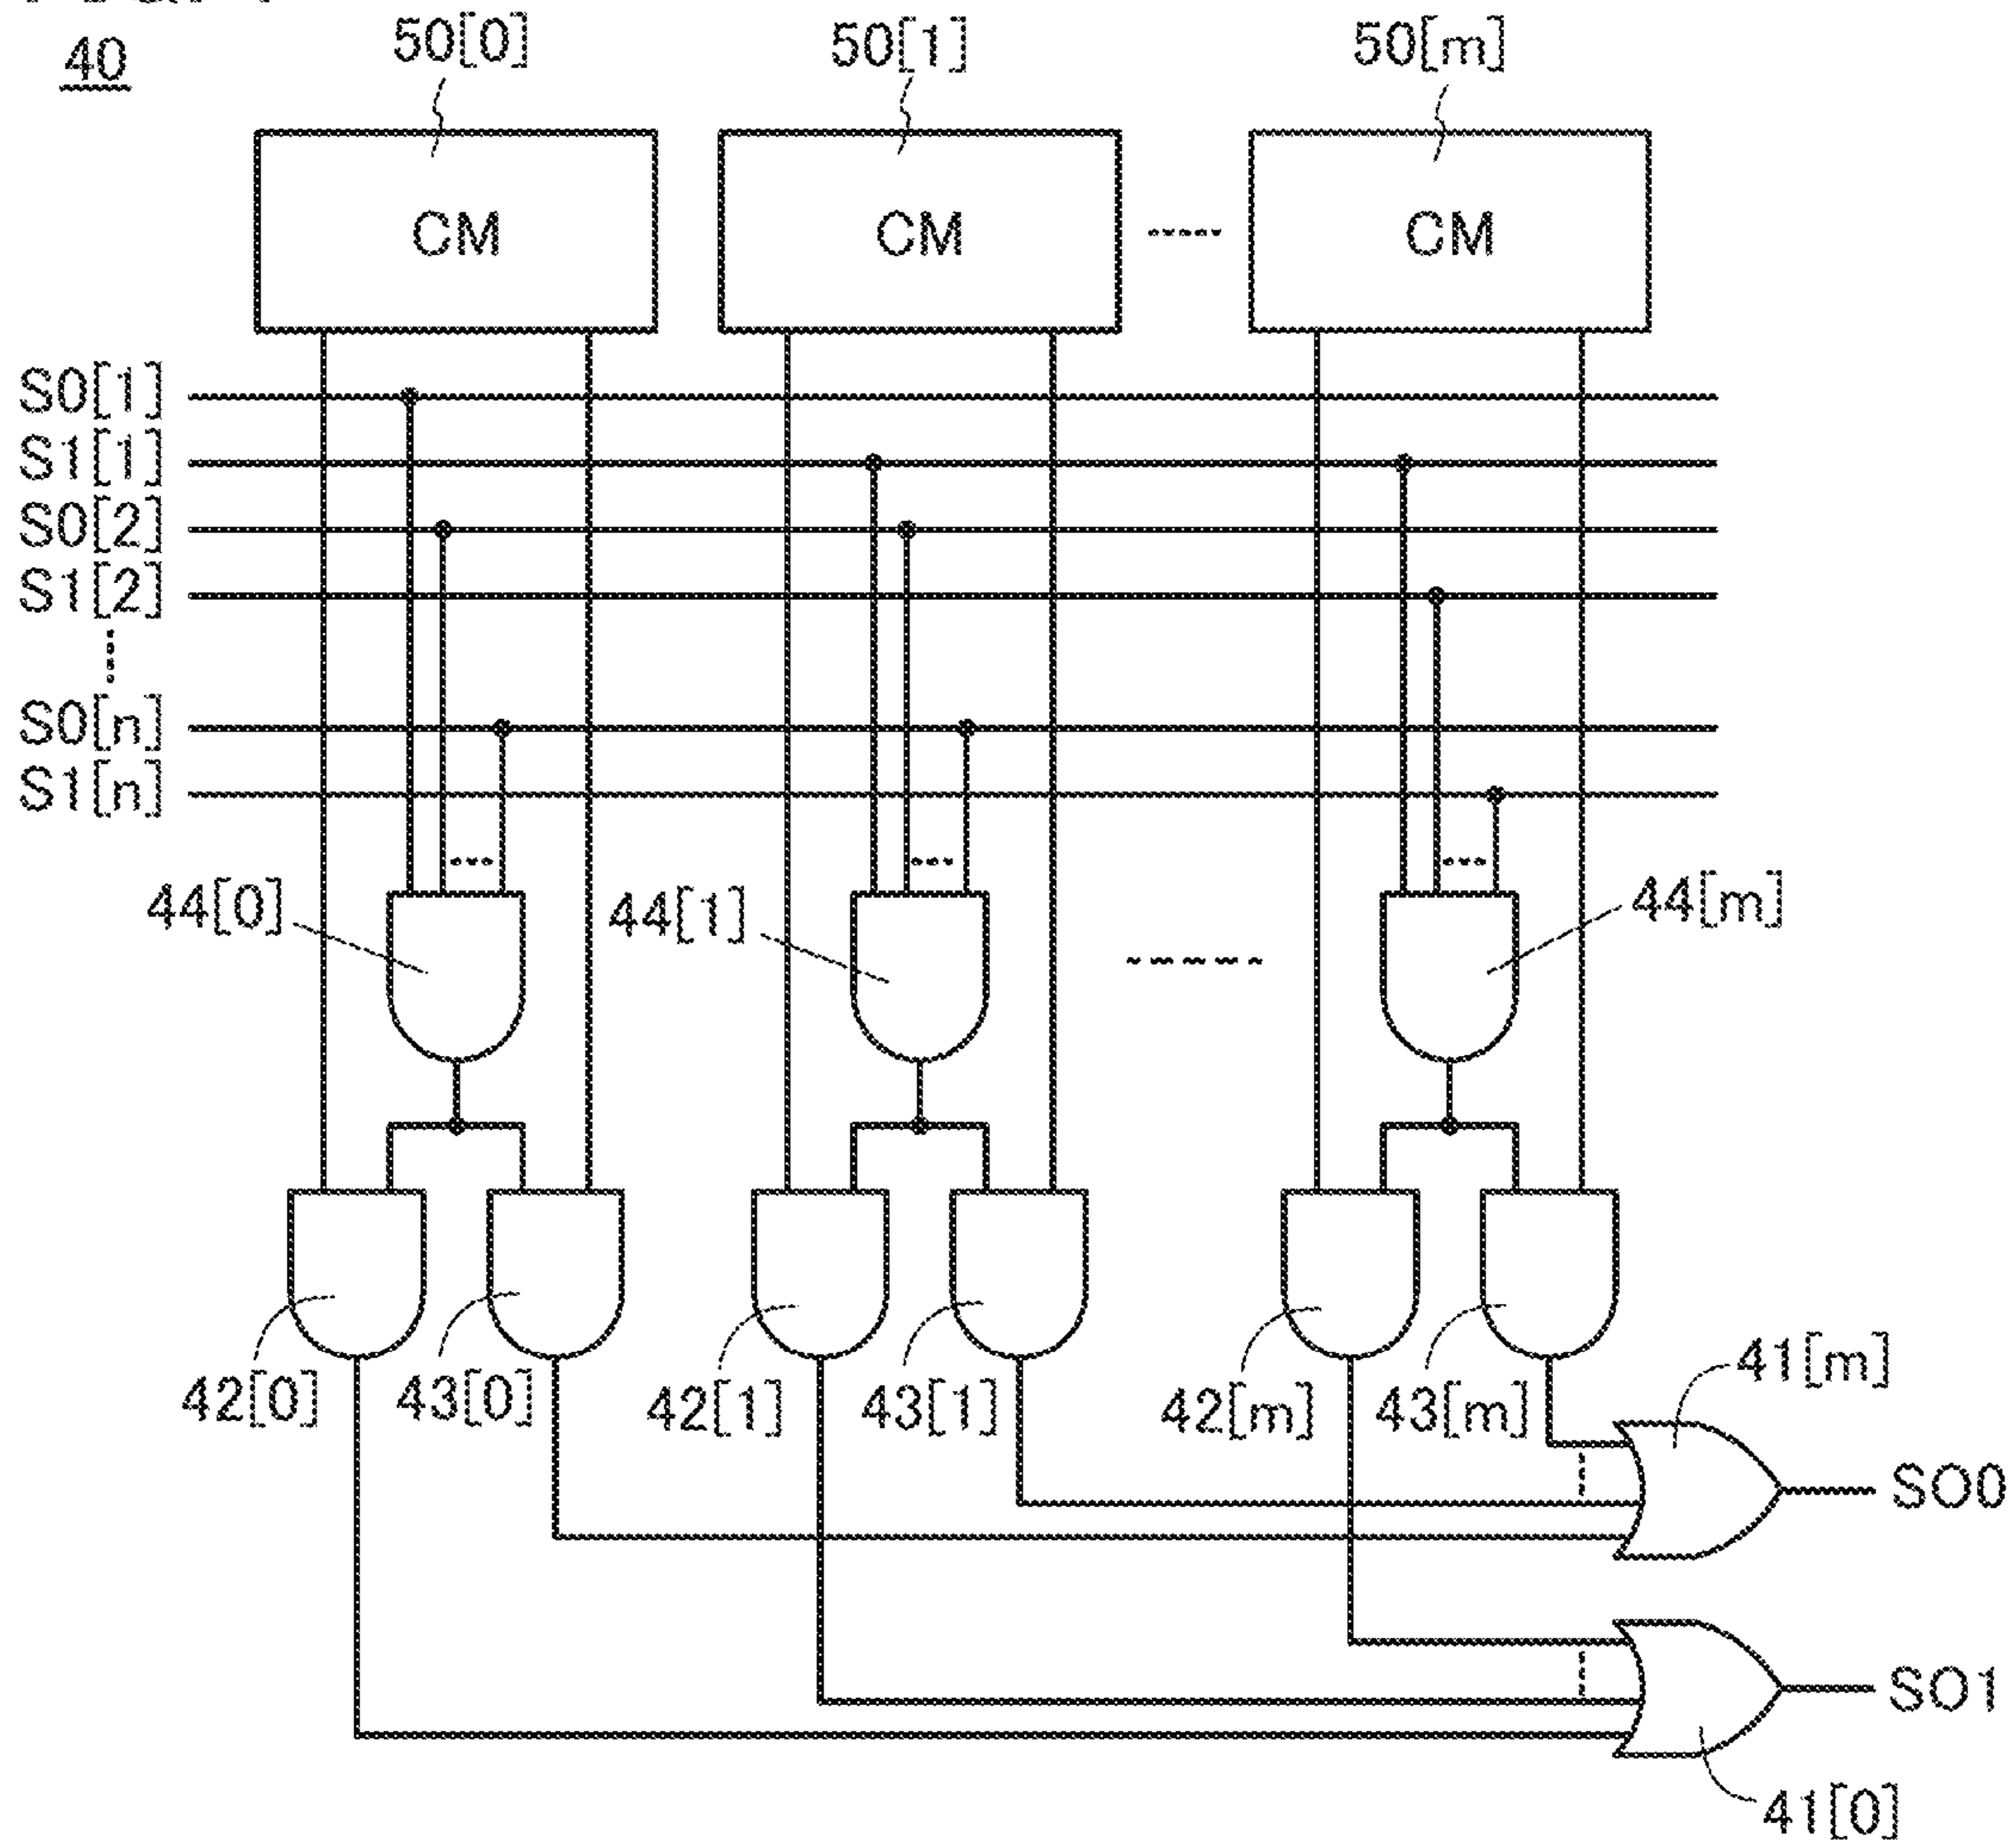 40
50[0] 50[1] 50[m]
CM CM CM
S0[1]
S1[1]
S0[2]
S1[2]
S0[n]
S1[n]
44[0] 44[1] 44[m]
42[0] 43[0] 42[1] 43[1] 42[m] 43[m] 41[m]
SO0
SO1
41[0]